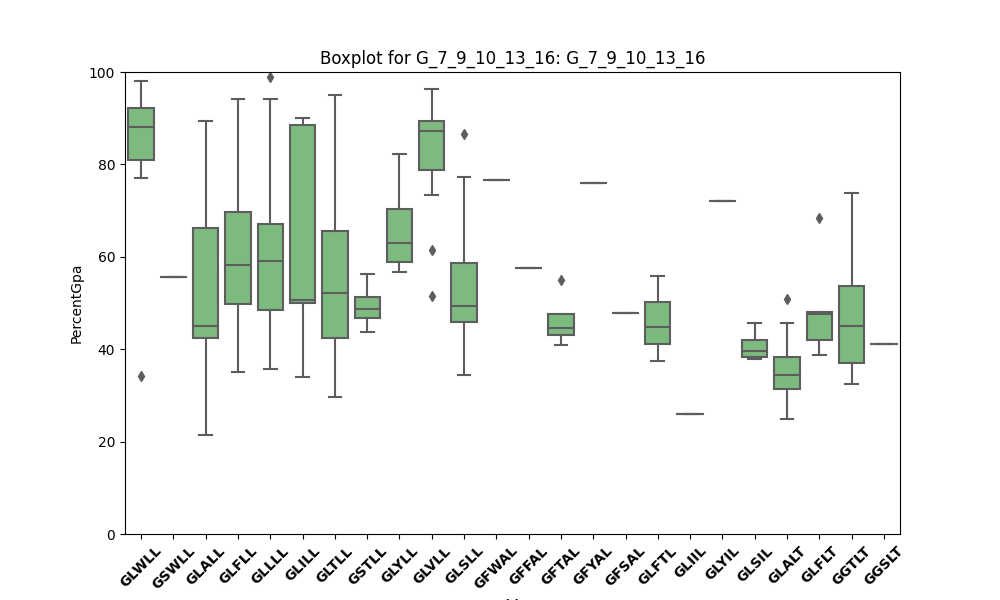 Boxplot for G_7_9_10_13_16: G_7_9_10_13_16
100
80
60
40
20
0
PercentGpa
GLWLL GSWLL GLALL GLFLL GLLLL GLILL GLTLL GSTLL GLYLL GLVLL GLSLL GFWAL GFFAL GFTAL GFYAL GFSAL GLFTL GLIIL GLYIL GLSIL GLALT GLFLT GGTLT GGSLT